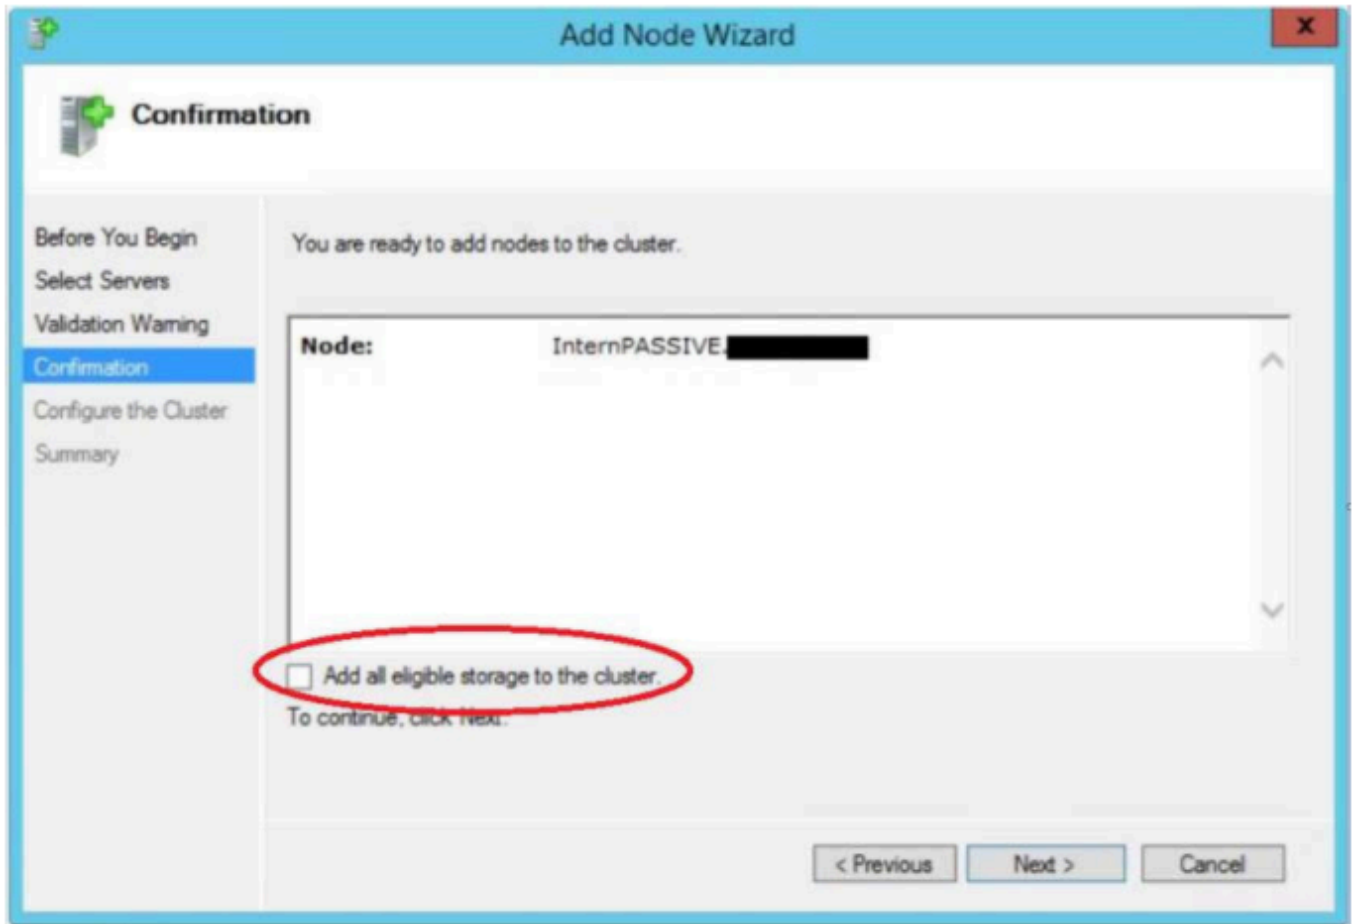 Add Node Wizard
Confirmation
Before You Begin
Select Servers
Validation Warning
Confirmation
Configure the Cluster
Summary
You are ready to add nodes to the cluster.
Node: InternPASSIVE.
Add all eligible storage to the cluster.
To continue, click Next.
< Previous Next > Cancel